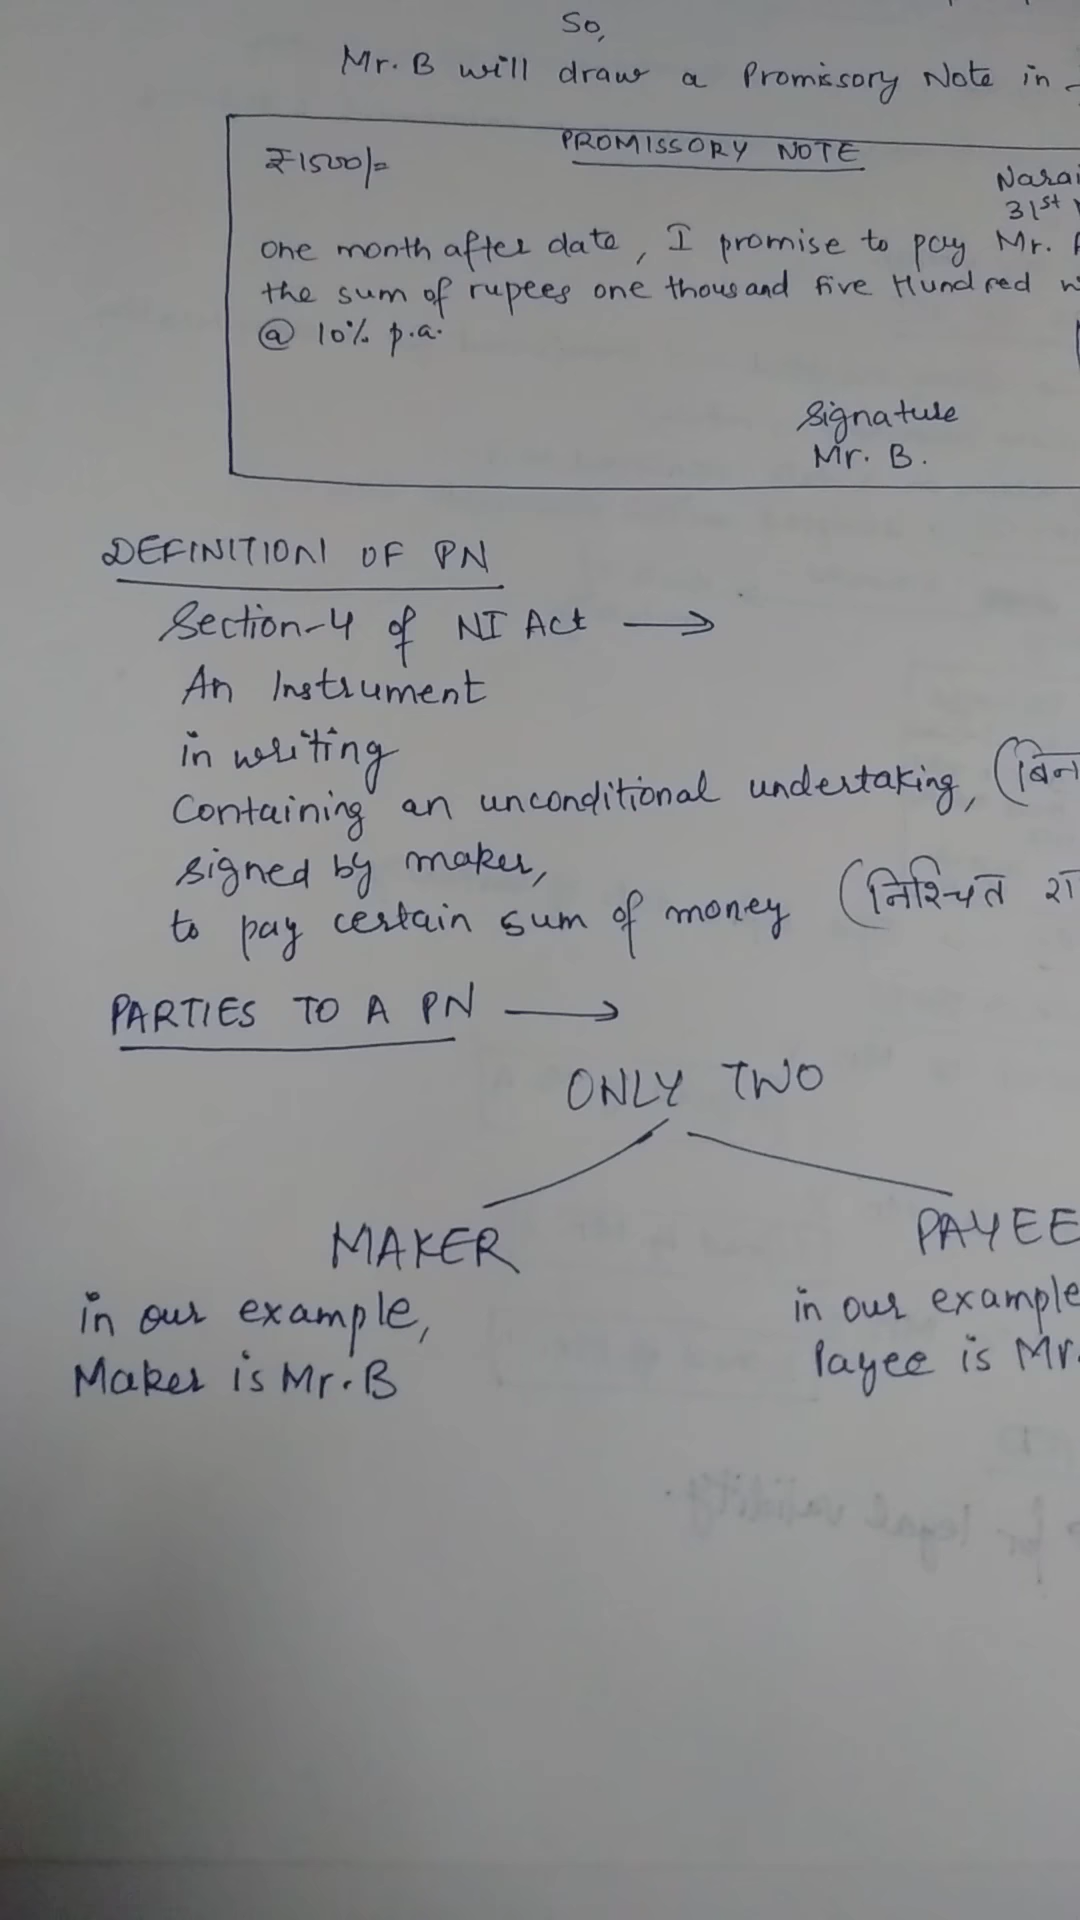 So,
Mr. B will draw a Promissory Note in
PROMISSORY NOTE
₹1500/=
Narai
31st
one month after date, I promise to pay Mr.
the sum of rupees one thousand five Hundred
@ 10% p.a.
Signature
Mr. B.
DEFINITION OF PN
Section-4 of NI Act →
An Instrument
in writing
Containing an unconditional undertaking, (बिन
signed by maker,
to pay certain sum of money (निश्चित रा
PARTIES TO A PN →
ONLY TWO
MAKER
PAYEE
in our example,
in our example
Maker is Mr. B
Payee is Mr.